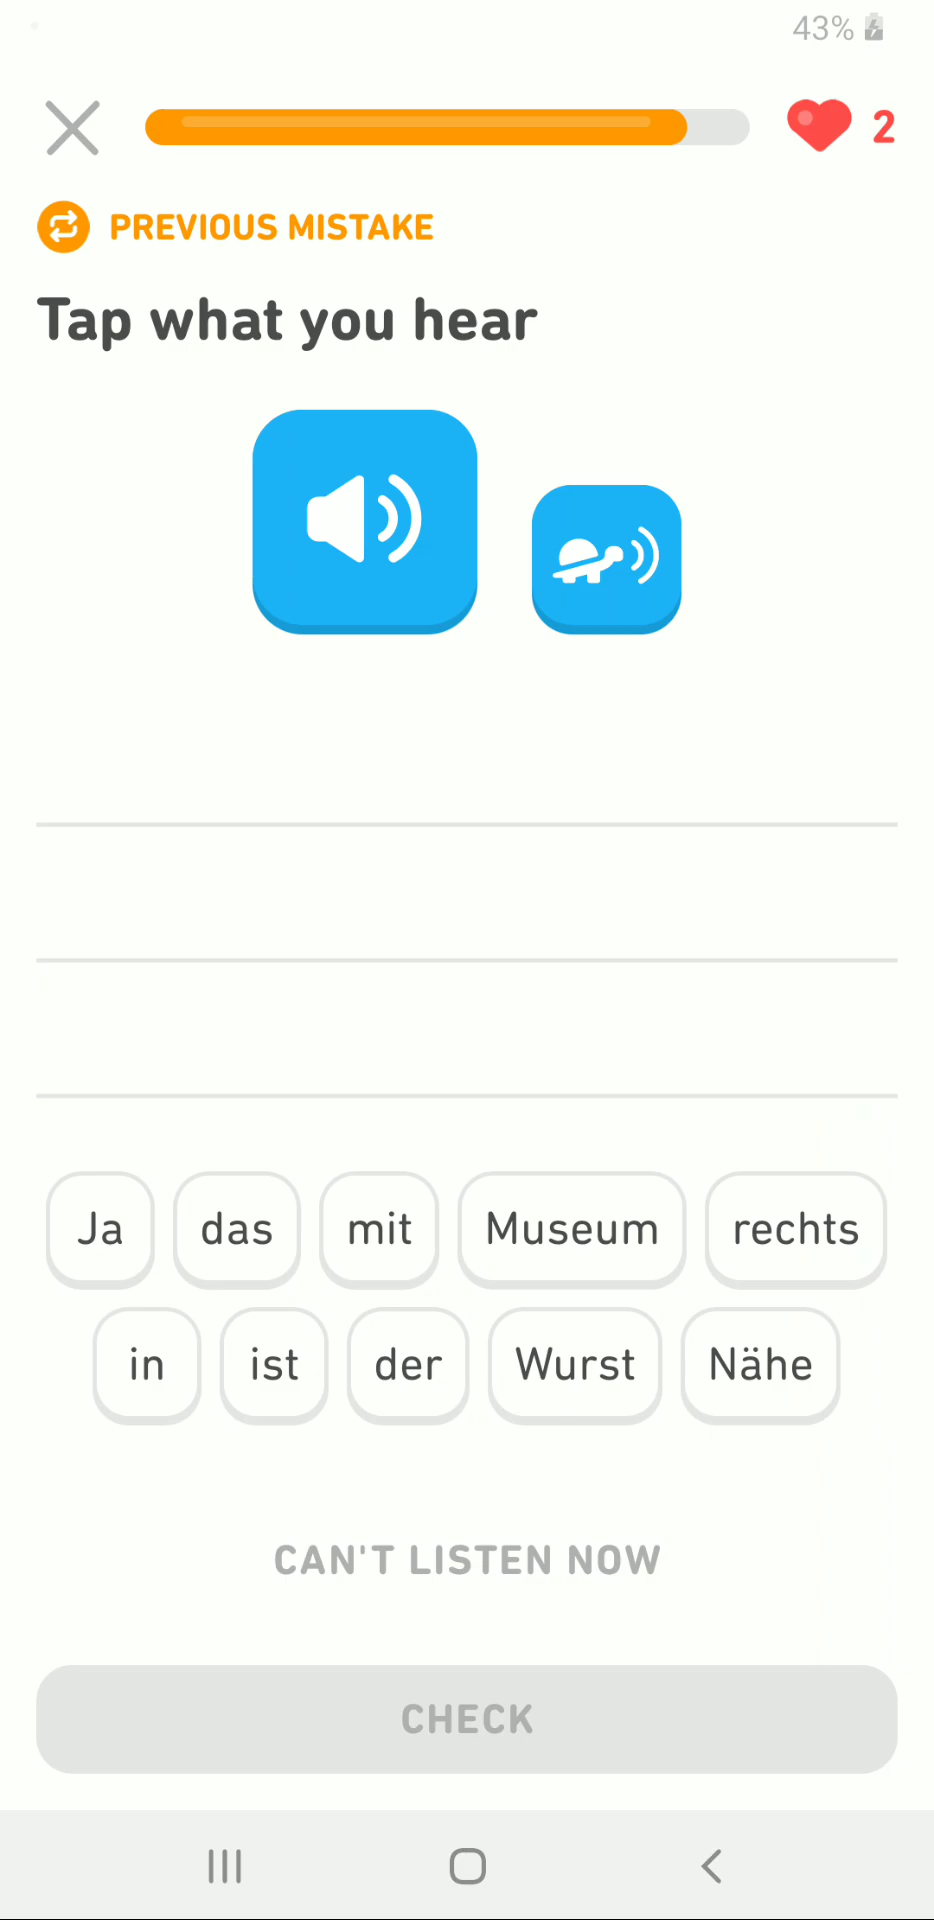 43%
2
PREVIOUS MISTAKE
Tap what you hear
Ja das mit Museum rechts
in ist der Wurst Nähe
CAN'T LISTEN NOW
CHECK